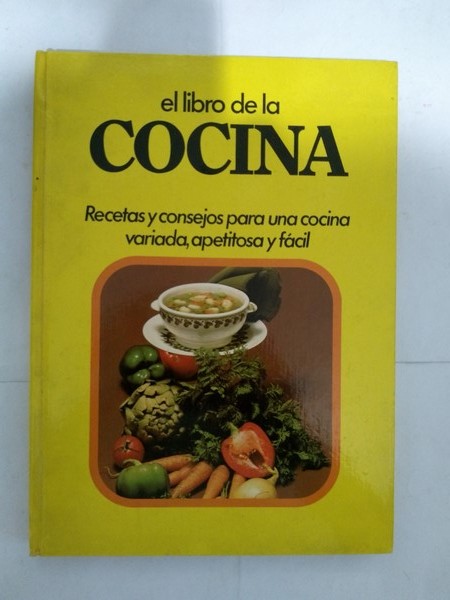 el libro de la
COCINA
Recetas y consejos para una cocina
variada, apetitosa y fácil